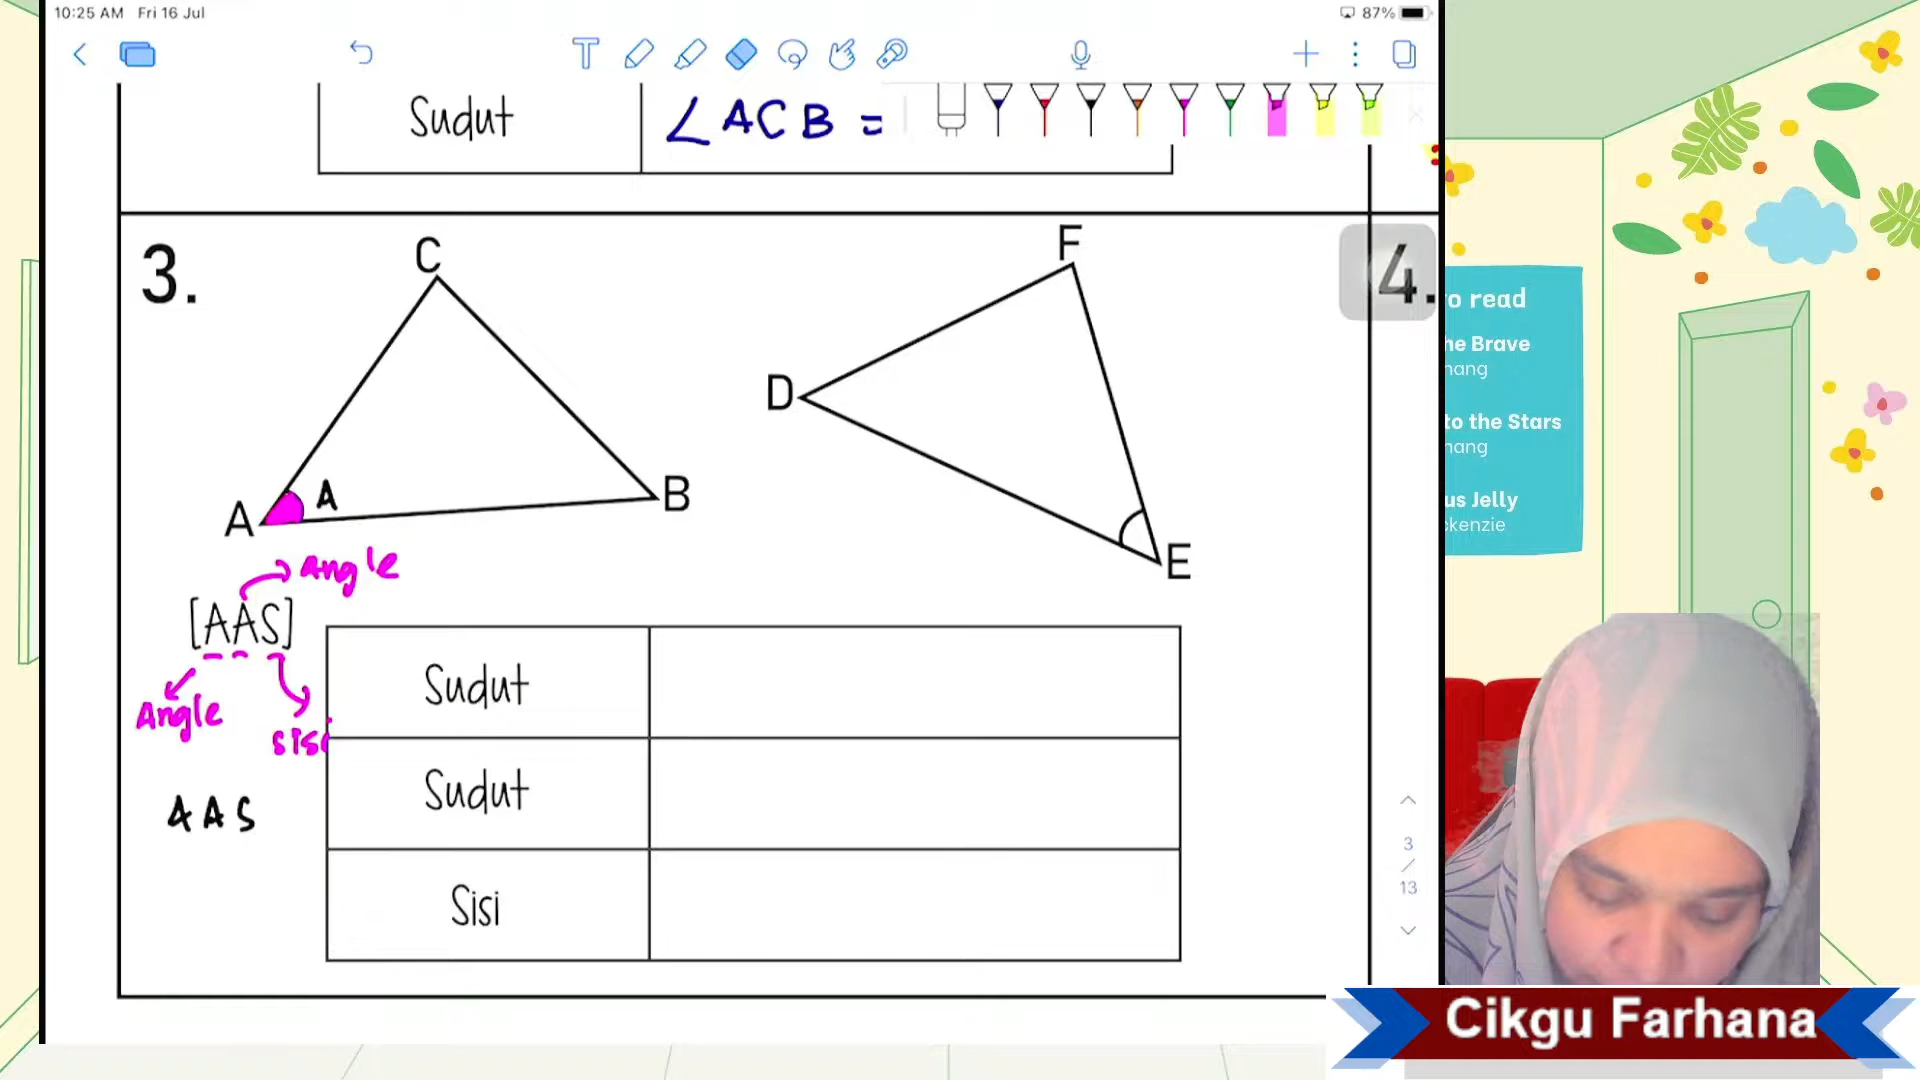 10:25 AM Fri 16 Jul
87%
Sudut
∠ ACB =
3.
C
A
A
B
F
D
E
4.
Angle
[AAS]
Angle
sisi
AAS
Sudut
Sudut
Sisi
3
/
13
o read
he Brave
hang
to the Stars
hang
us Jelly
ckenzie
Cikgu Farhana